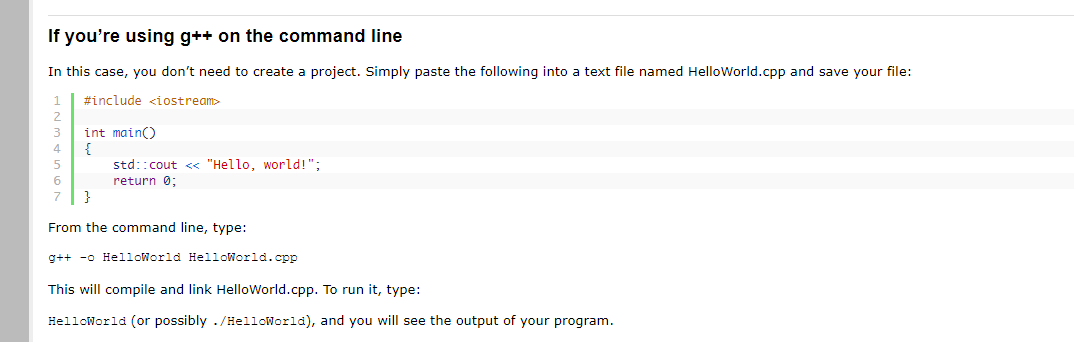 If you’re using g++ on the command line
In this case, you don’t need to create a project. Simply paste the following into a text file named HelloWorld.cpp and save your file:
1 #include <iostream>
2
3 int main()
4 {
5     std::cout << "Hello, world!";
6     return 0;
7 }
From the command line, type:
g++ -o HelloWorld HelloWorld.cpp
This will compile and link HelloWorld.cpp. To run it, type:
HelloWorld (or possibly ./HelloWorld), and you will see the output of your program.